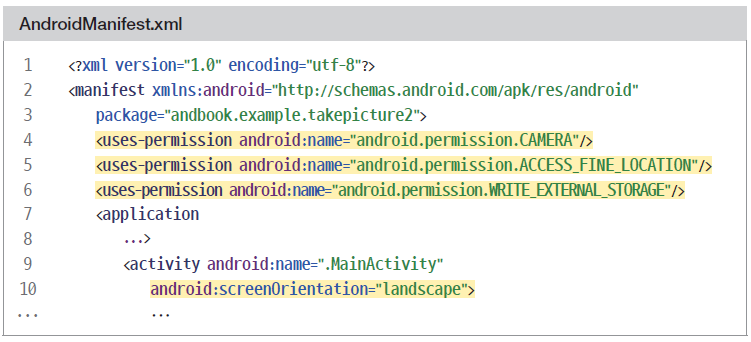 AndroidManifest.xml
1 <?xml version="1.0" encoding="utf-8"?>
2 <manifest xmlns:android="http://schemas.android.com/apk/res/android"
3 package="andbook.example.takepicture2">
4 <uses-permission android:name="android.permission.CAMERA"/>
5 <uses-permission android:name="android.permission.ACCESS_FINE_LOCATION"/>
6 <uses-permission android:name="android.permission.WRITE_EXTERNAL_STORAGE"/>
7 <application
8 ...>
9 <activity android:name=".MainActivity"
10 android:screenOrientation="landscape">
... ...